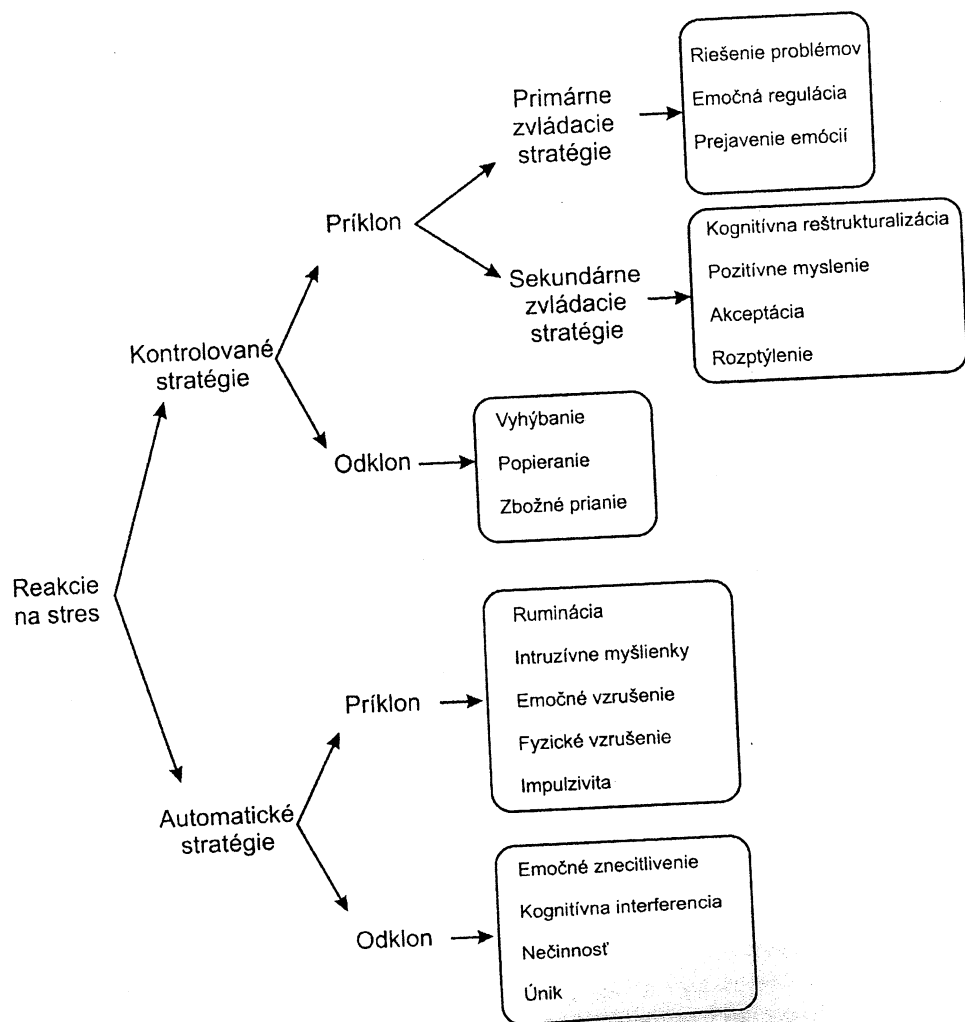 Riešenie problémov
Emočná regulácia
Prejavenie emócií
Primárne
zvládacie
stratégie
Príklon
Kognitívna reštrukturalizácia
Pozitívne myslenie
Akceptácia
Rozptýlenie
Sekundárne
zvládacie
stratégie
Kontrolované
stratégie
Vyhýbanie
Popieranie
Zbožné prianie
Odklon
Reakcie
na stres
Ruminácia
Intruzívne myšlienky
Emočné vzrušenie
Fyzické vzrušenie
Impulzivita
Príklon
Automatické
stratégie
Emočné znecitlivenie
Kognitívna interferencia
Nečinnosť
Únik
Odklon